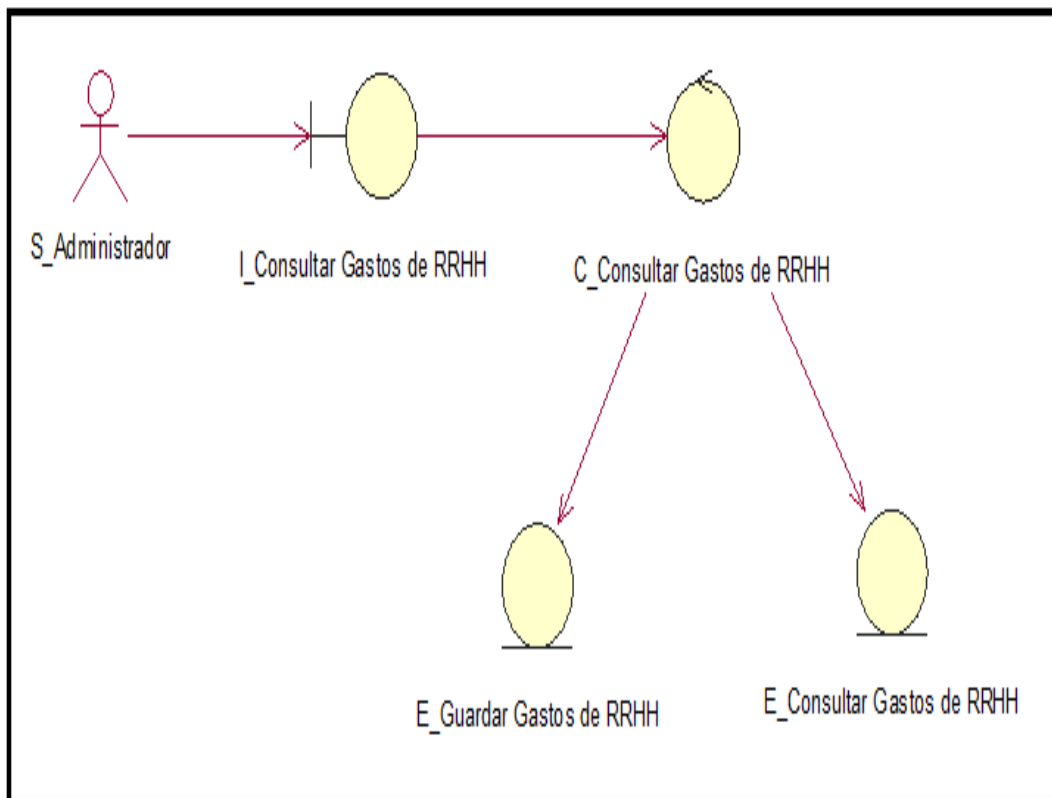 S_Administrador
I_Consultar Gastos de RRHH
C_Consultar Gastos de RRHH
E_Guardar Gastos de RRHH
E_Consultar Gastos de RRHH